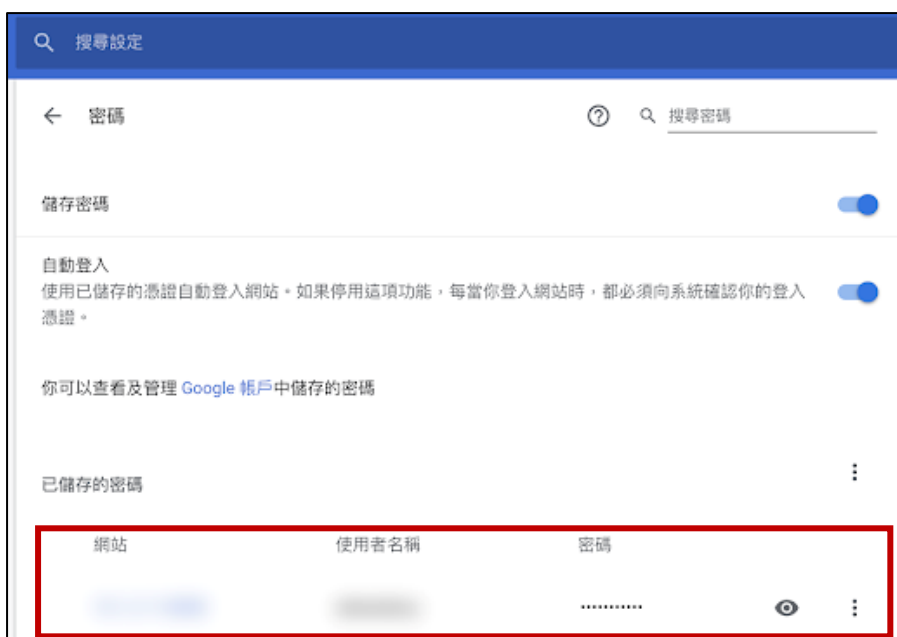 搜尋設定
密碼
搜尋密碼
儲存密碼
自動登入
使用已儲存的憑證自動登入網站。如果停用這項功能，每當你登入網站時，都必須向系統確認你的登入
憑證。
你可以查看及管理 Google 帳戶中儲存的密碼
已儲存的密碼
網站 使用者名稱 密碼
•••••••••••